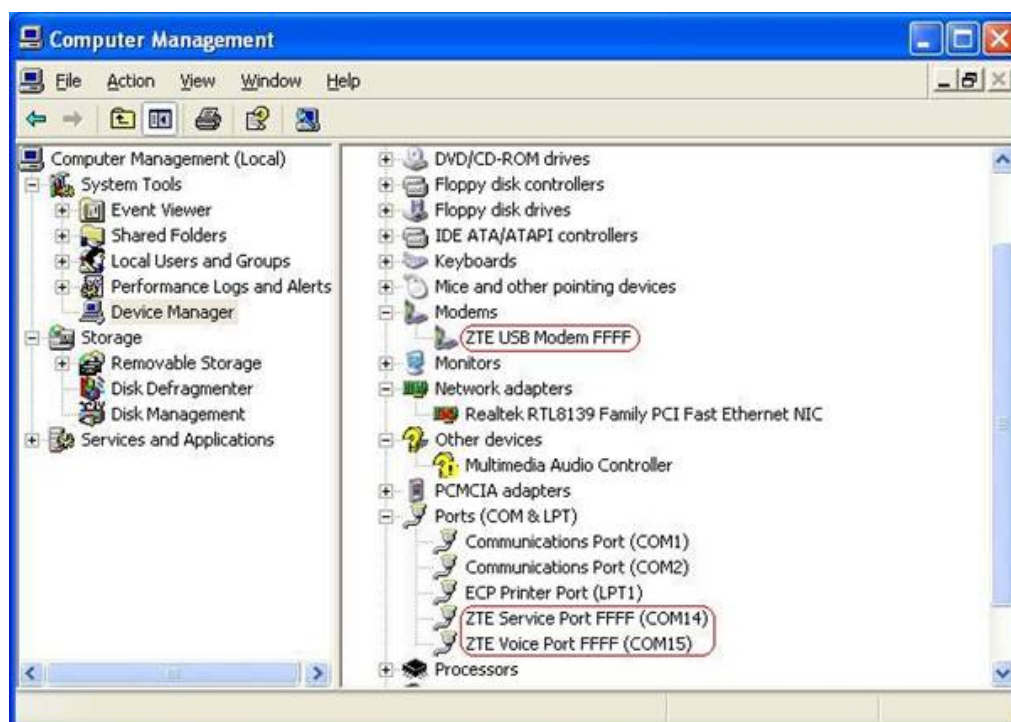 Computer Management
File Action View Window Help
Computer Management (Local)
System Tools
Event Viewer
Shared Folders
Local Users and Groups
Performance Logs and Alerts
Device Manager
Storage
Removable Storage
Disk Defragmenter
Disk Management
Services and Applications
DVD/CD-ROM drives
Floppy disk controllers
Floppy disk drives
IDE ATA/ATAPI controllers
Keyboards
Mice and other pointing devices
Modems
ZTE USB Modem FFFF
Monitors
Network adapters
Realtek RTL8139 Family PCI Fast Ethernet NIC
Other devices
Multimedia Audio Controller
PCMCIA adapters
Ports (COM & LPT)
Communications Port (COM1)
Communications Port (COM2)
ECP Printer Port (LPT1)
ZTE Service Port FFFF (COM14)
ZTE Voice Port FFFF (COM15)
Processors